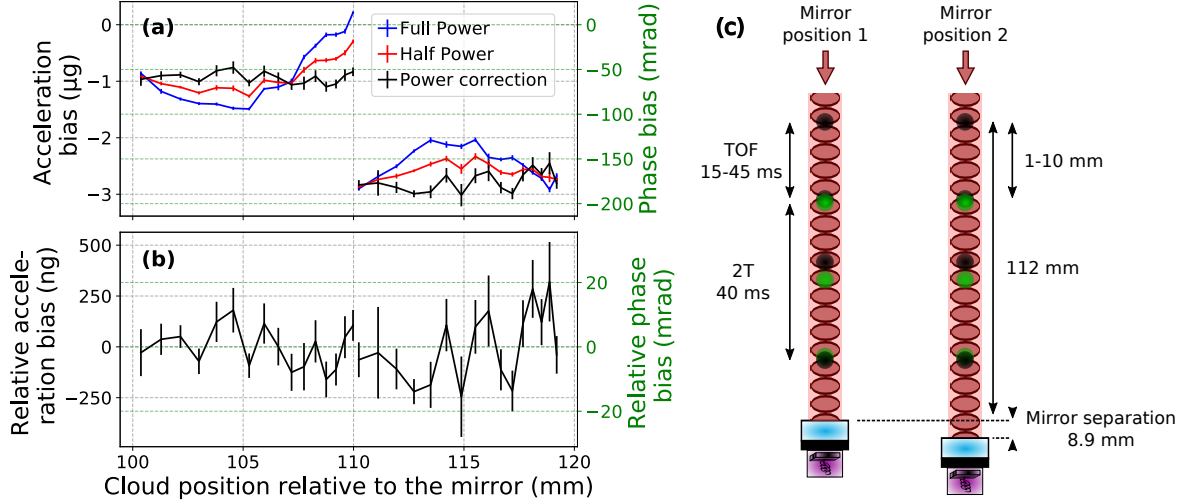 (a)
Full Power
Half Power
Power correction
0
−1
−2
−3
Acceleration
bias (μg)
0
−50
−100
−150
−200
Phase bias (mrad)
(b)
500
250
0
−250
Relative accele-
ration bias (ng)
20
0
−20
Relative phase
bias (mrad)
100
105
110
115
120
Cloud position relative to the mirror (mm)
(c)
Mirror
position 1
Mirror
position 2
TOF
15-45 ms
2T
40 ms
1-10 mm
112 mm
Mirror separation
8.9 mm